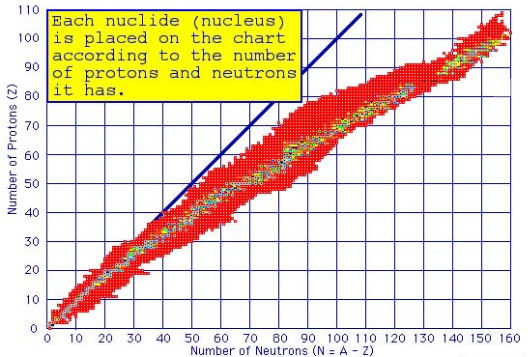 Each nuclide (nucleus)
is placed on the chart
according to the number
of protons and neutrons
it has.
Number of Protons (Z)
110
100
90
80
70
60
50
40
30
20
10
0
0 10 20 30 40 50 60 70 80 90 100 110 120 130 140 150 160
Number of Neutrons (N = A - Z)